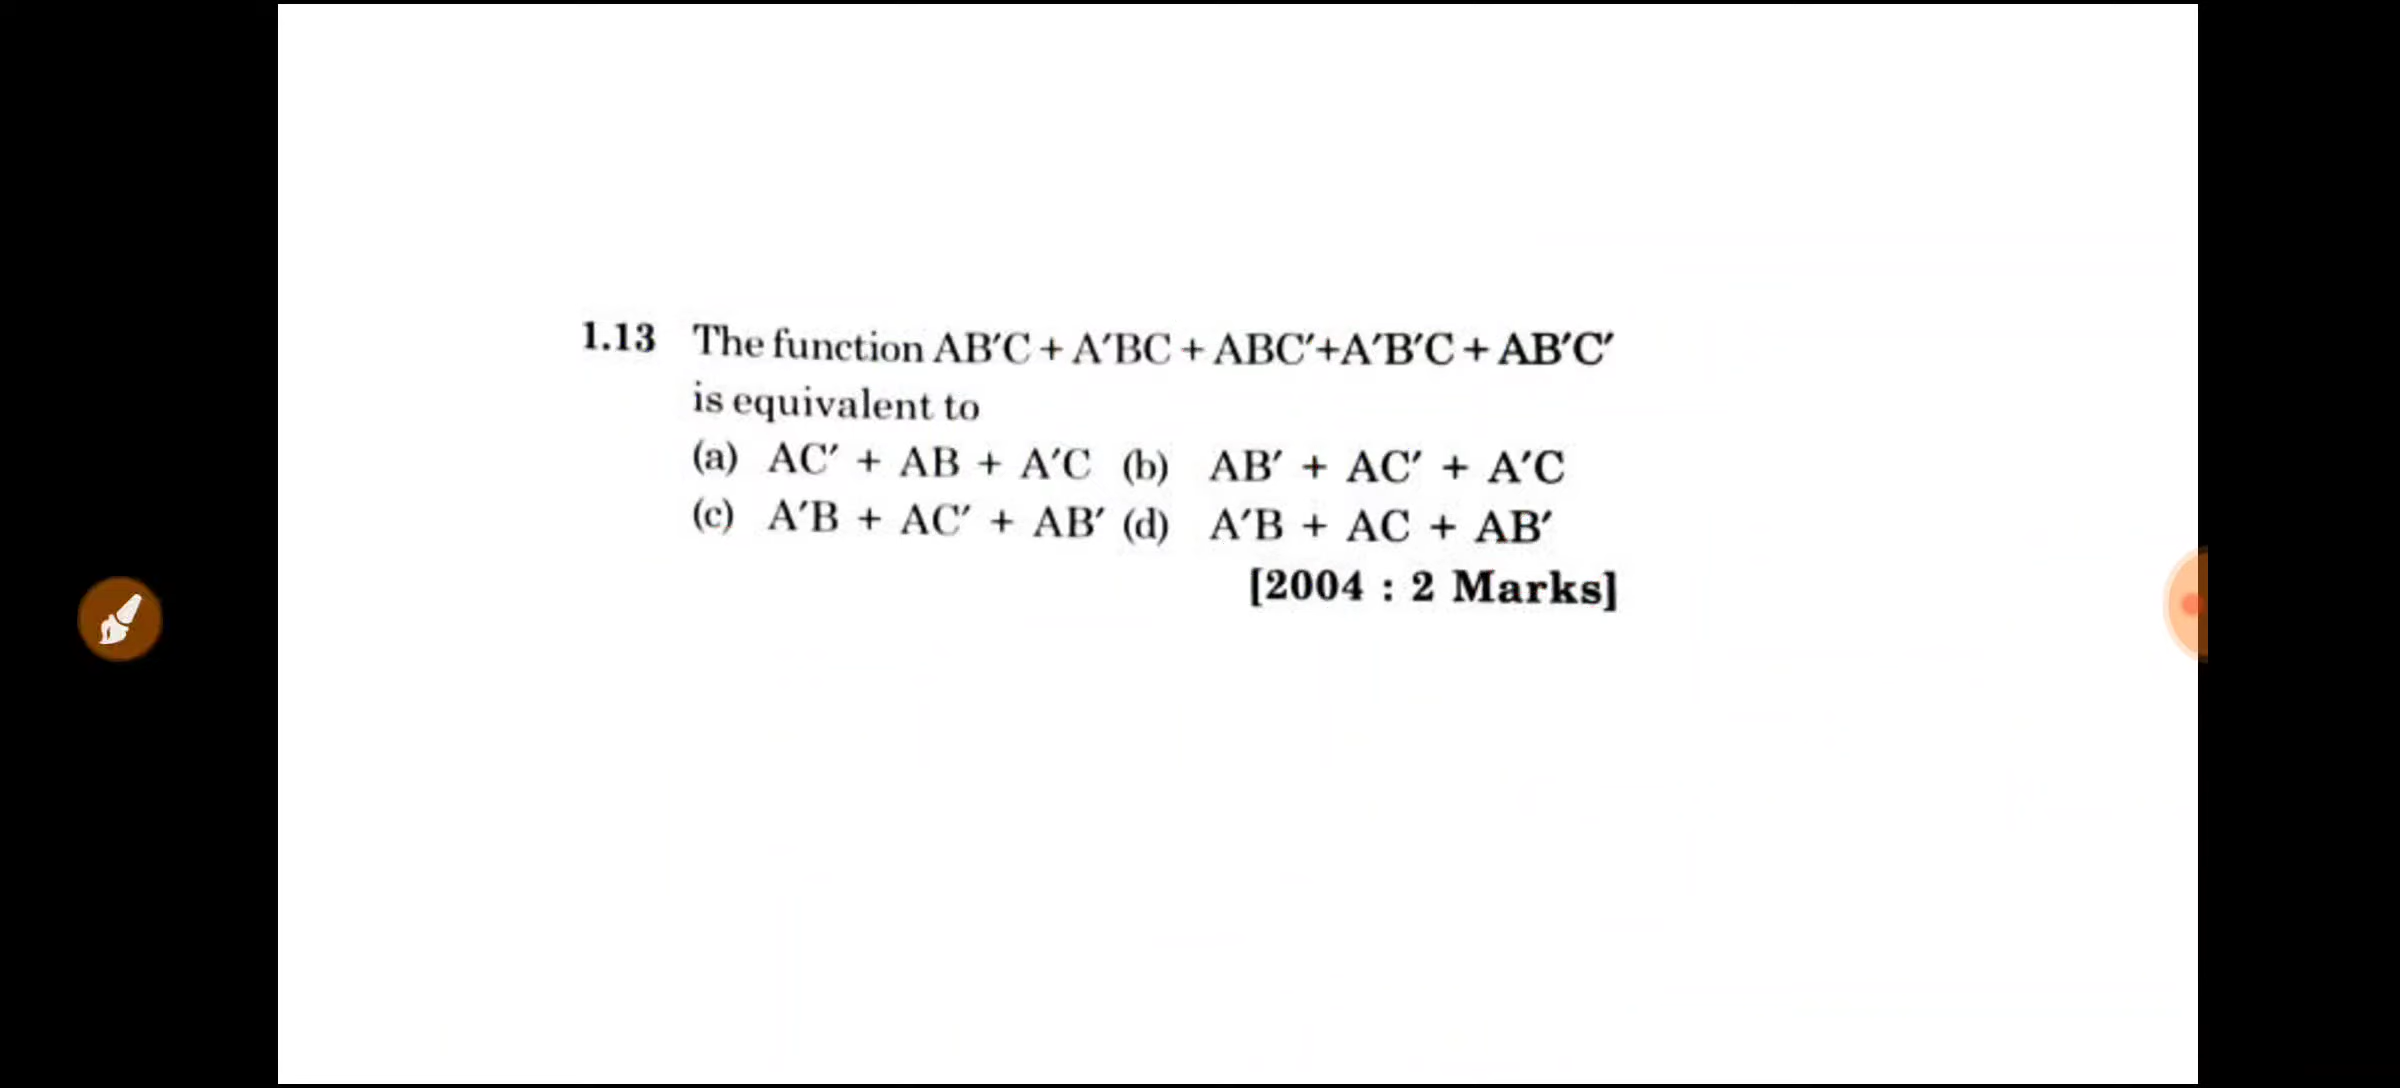 1.13 The function AB′C + A′BC + ABC′+A′B′C + AB′C′
is equivalent to
(a) AC′ + AB + A′C (b) AB′ + AC′ + A′C
(c) A′B + AC′ + AB′ (d) A′B + AC + AB′
[2004 : 2 Marks]